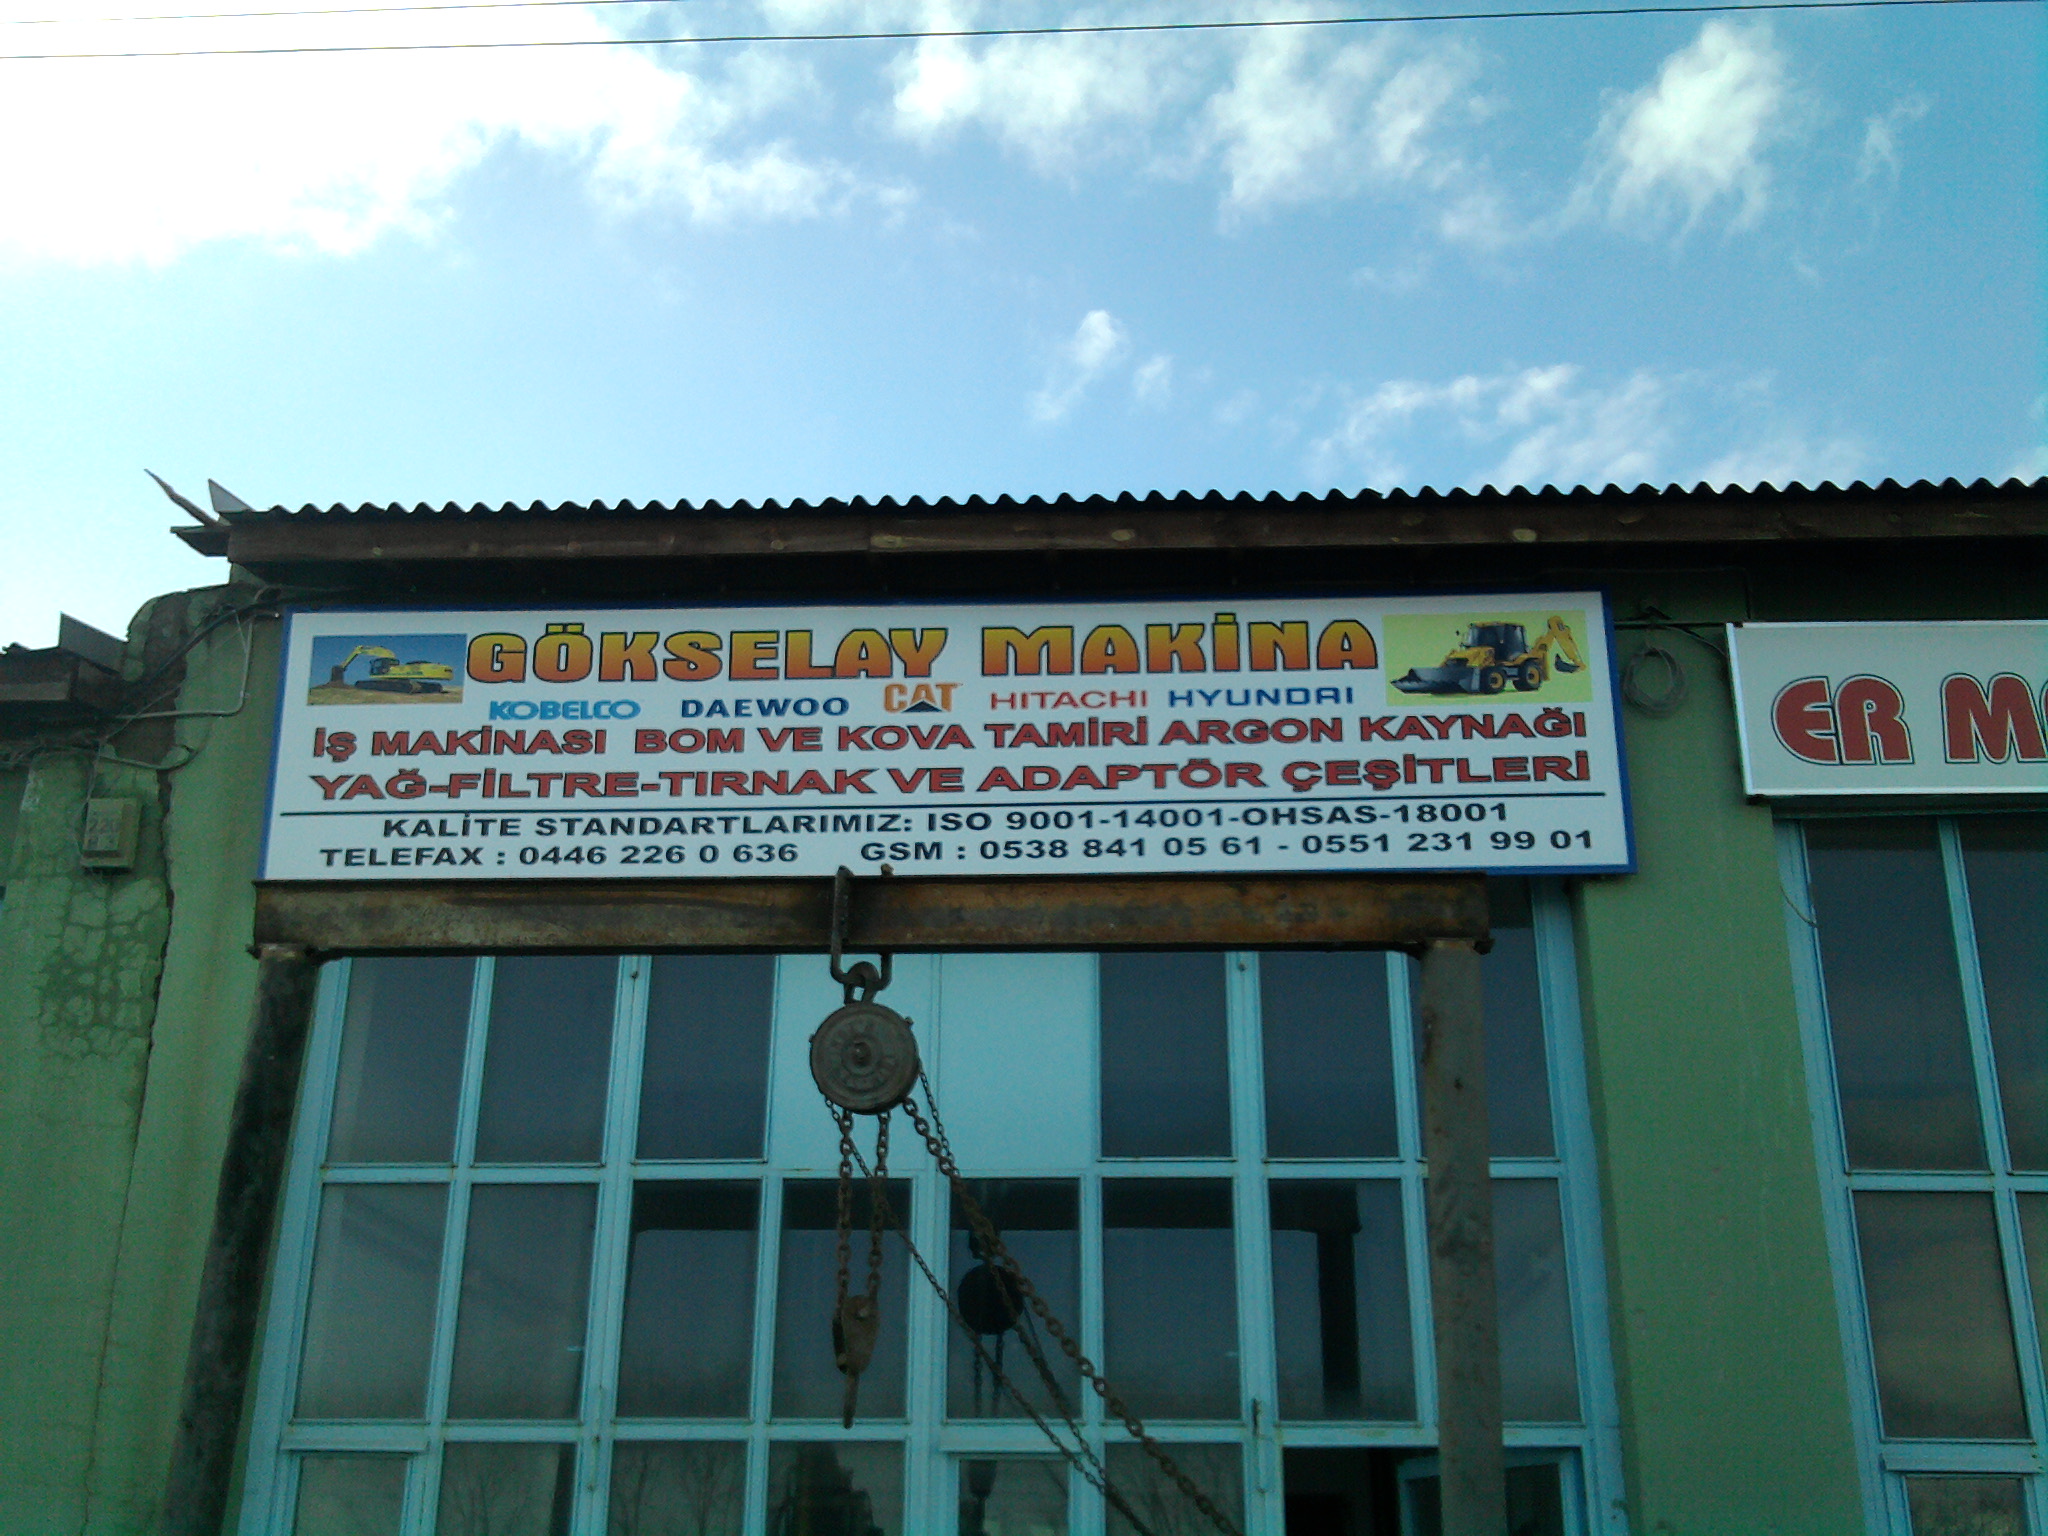 GÖKSELAY MAKİNA
KOBELCO DAEWOO CAT HITACHI HYUNDAI
İŞ MAKİNASI BOM VE KOVA TAMİRİ ARGON KAYNAĞI
YAĞ-FİLTRE-TIRNAK VE ADAPTÖR ÇEŞİTLERİ
KALİTE STANDARTLARIMIZ: ISO 9001-14001-OHSAS-18001
TELEFAX : 0446 226 0 636 GSM : 0538 841 05 61 - 0551 231 99 01
ER